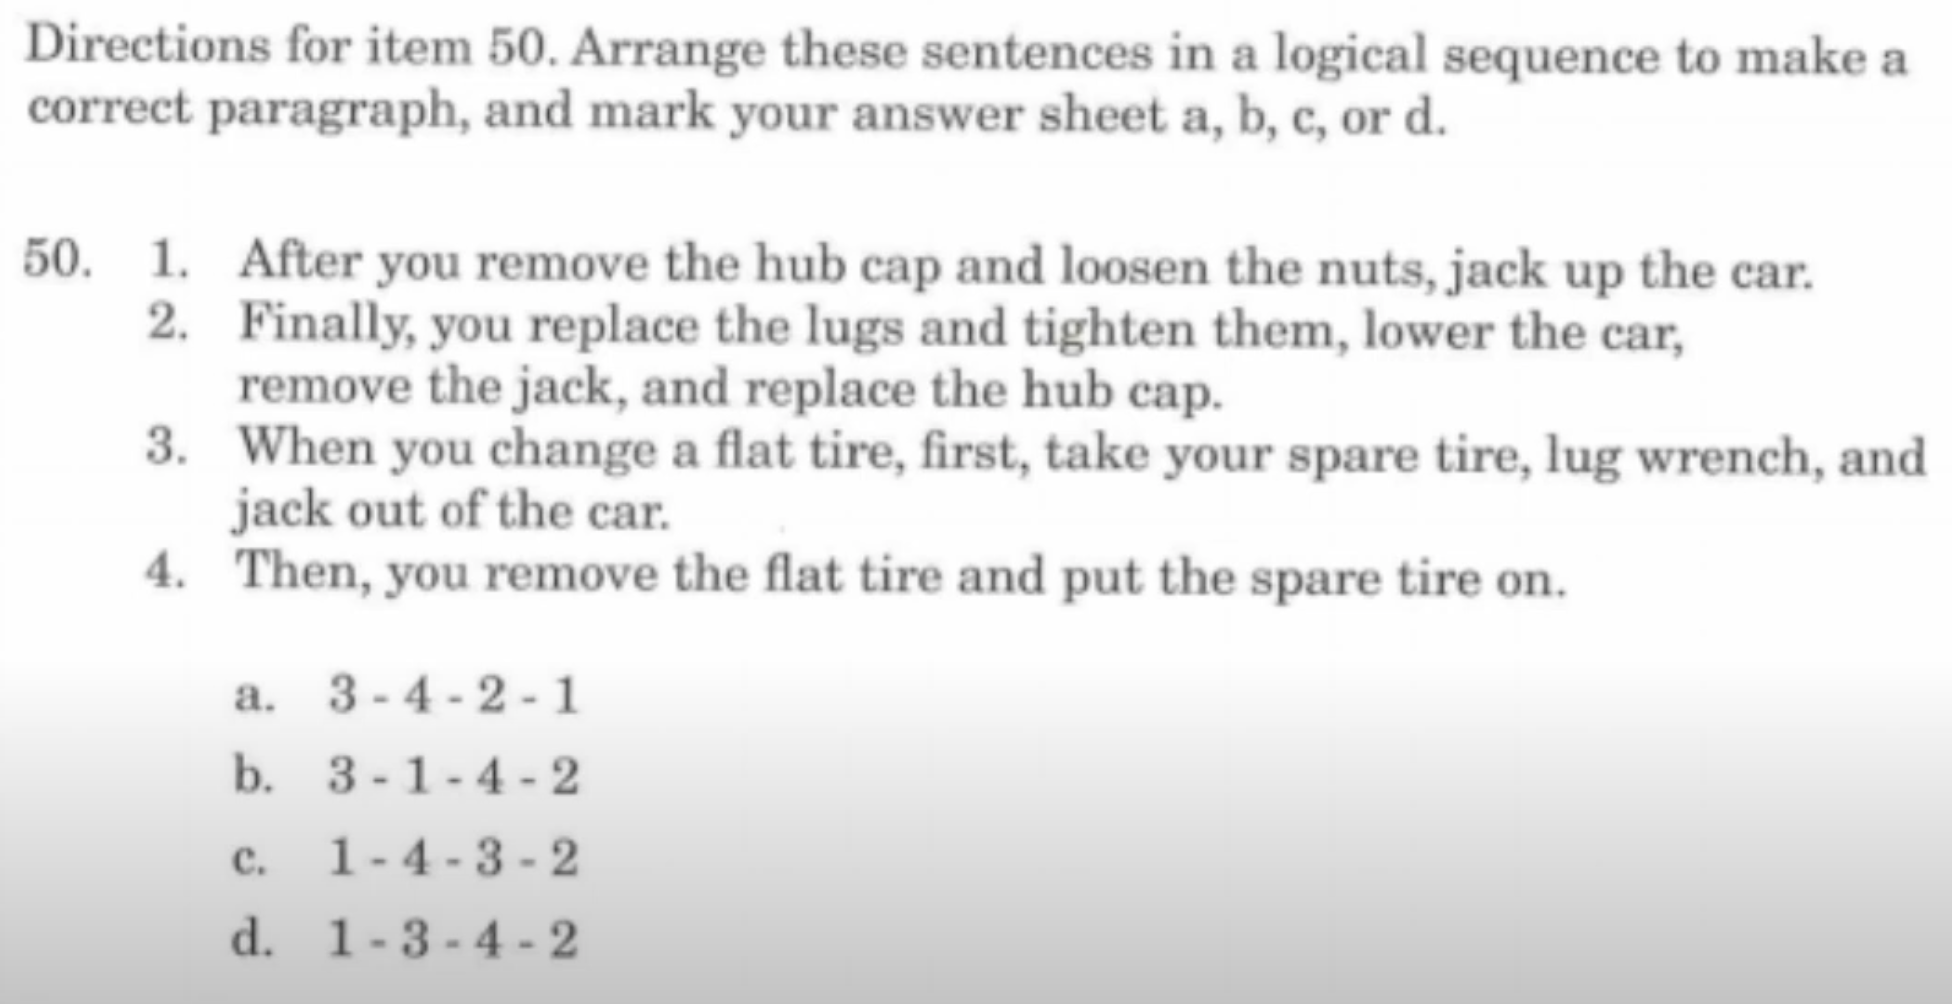 Directions for item 50. Arrange these sentences in a logical sequence to make a
correct paragraph, and mark your answer sheet a, b, c, or d.
50. 1. After you remove the hub cap and loosen the nuts, jack up the car.
2. Finally, you replace the lugs and tighten them, lower the car,
remove the jack, and replace the hub cap.
3. When you change a flat tire, first, take your spare tire, lug wrench, and
jack out of the car.
4. Then, you remove the flat tire and put the spare tire on.
a. 3 - 4 - 2 - 1
b. 3 - 1 - 4 - 2
c. 1 - 4 - 3 - 2
d. 1 - 3 - 4 - 2